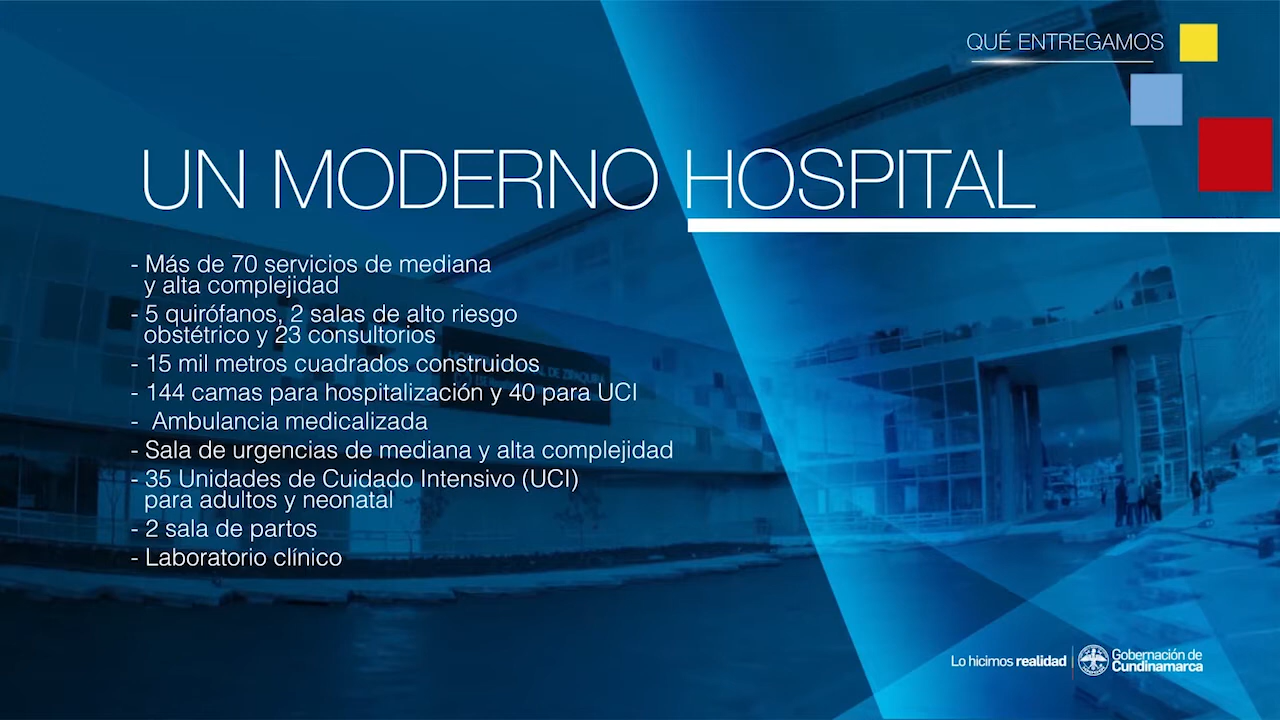 QUÉ ENTREGAMOS
UN MODERNO HOSPITAL
- Más de 70 servicios de mediana
y alta complejidad
- 5 quirófanos, 2 salas de alto riesgo
obstétrico y 23 consultorios
- 15 mil metros cuadrados construidos
- 144 camas para hospitalización y 40 para UCI
- Ambulancia medicalizada
- Sala de urgencias de mediana y alta complejidad
- 35 Unidades de Cuidado Intensivo (UCI)
para adultos y neonatal
- 2 sala de partos
- Laboratorio clínico
Lo hicimos realidad
Gobernación de
Cundinamarca